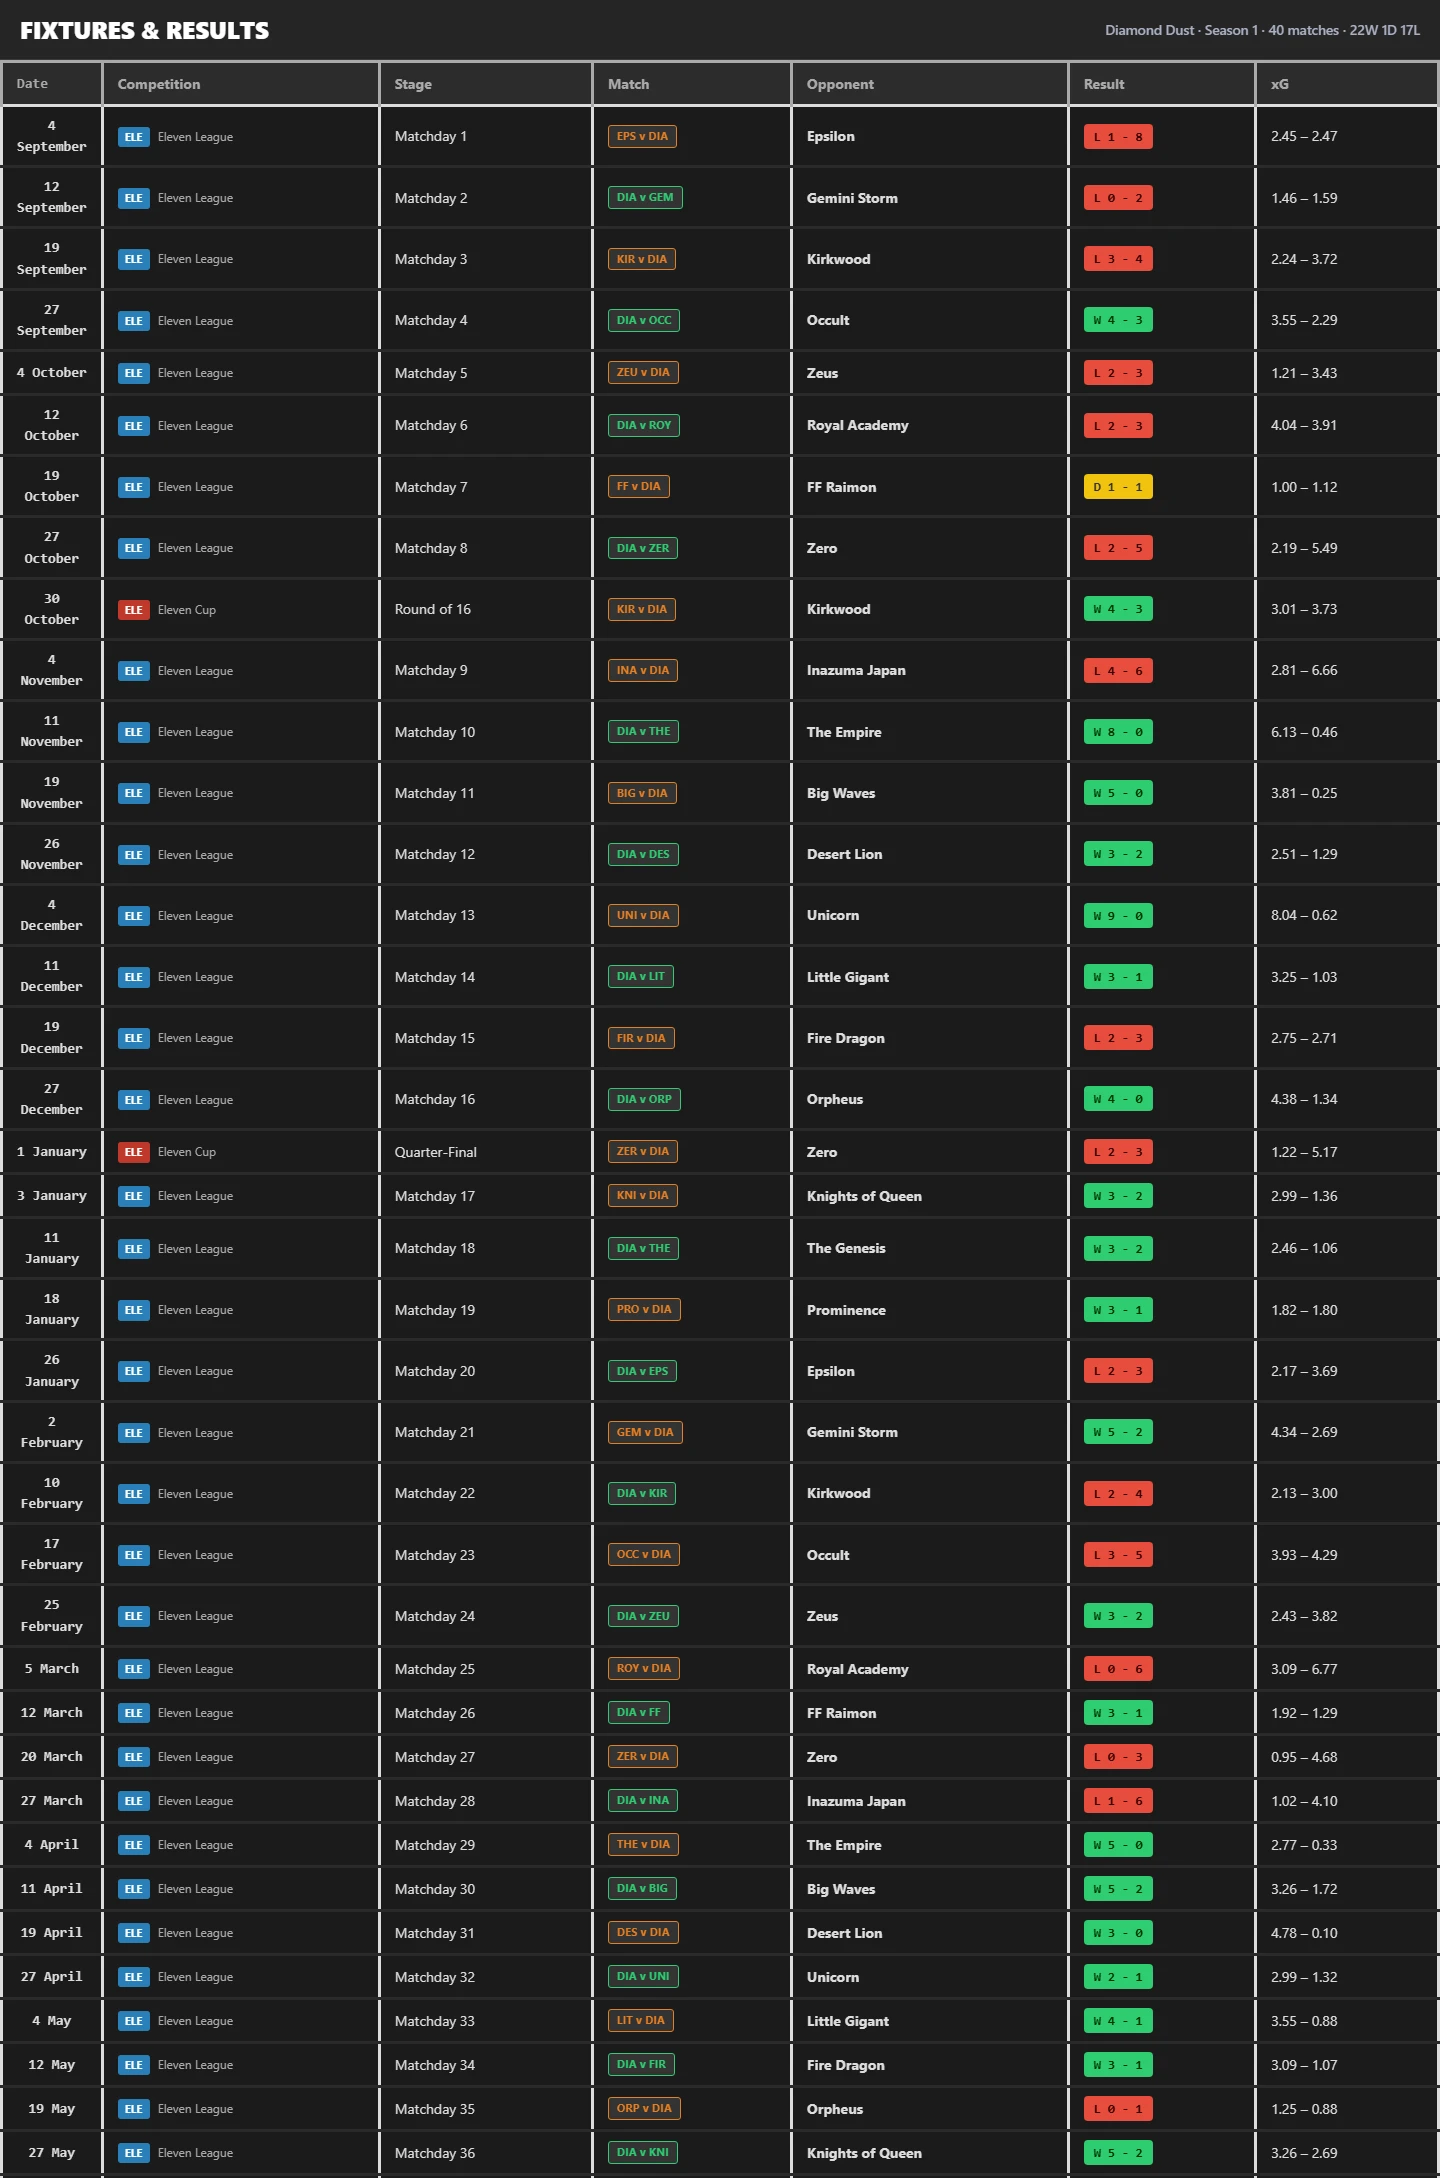 FIXTURES & RESULTS
Diamond Dust · Season 1 · 40 matches · 22W 1D 17L
Date Competition Stage Match Opponent Result xG
4 September ELE Eleven League Matchday 1 EPS v DIA Epsilon L 1 - 8 2.45 – 2.47
12 September ELE Eleven League Matchday 2 DIA v GEM Gemini Storm L 0 - 2 1.46 – 1.59
19 September ELE Eleven League Matchday 3 KIR v DIA Kirkwood L 3 - 4 2.24 – 3.72
27 September ELE Eleven League Matchday 4 DIA v OCC Occult W 4 - 3 3.55 – 2.29
4 October ELE Eleven League Matchday 5 ZEU v DIA Zeus L 2 - 3 1.21 – 3.43
12 October ELE Eleven League Matchday 6 DIA v ROY Royal Academy L 2 - 3 4.04 – 3.91
19 October ELE Eleven League Matchday 7 FF v DIA FF Raimon D 1 - 1 1.00 – 1.12
27 October ELE Eleven League Matchday 8 DIA v ZER Zero L 2 - 5 2.19 – 5.49
30 October ELE Eleven Cup Round of 16 KIR v DIA Kirkwood W 4 - 3 3.01 – 3.73
4 November ELE Eleven League Matchday 9 INA v DIA Inazuma Japan L 4 - 6 2.81 – 6.66
11 November ELE Eleven League Matchday 10 DIA v THE The Empire W 8 - 0 6.13 – 0.46
19 November ELE Eleven League Matchday 11 BIG v DIA Big Waves W 5 - 0 3.81 – 0.25
26 November ELE Eleven League Matchday 12 DIA v DES Desert Lion W 3 - 2 2.51 – 1.29
4 December ELE Eleven League Matchday 13 UNI v DIA Unicorn W 9 - 0 8.04 – 0.62
11 December ELE Eleven League Matchday 14 DIA v LIT Little Gigant W 3 - 1 3.25 – 1.03
19 December ELE Eleven League Matchday 15 FIR v DIA Fire Dragon L 2 - 3 2.75 – 2.71
27 December ELE Eleven League Matchday 16 DIA v ORP Orpheus W 4 - 0 4.38 – 1.34
1 January ELE Eleven Cup Quarter-Final ZER v DIA Zero L 2 - 3 1.22 – 5.17
3 January ELE Eleven League Matchday 17 KNI v DIA Knights of Queen W 3 - 2 2.99 – 1.36
11 January ELE Eleven League Matchday 18 DIA v THE The Genesis W 3 - 2 2.46 – 1.06
18 January ELE Eleven League Matchday 19 PRO v DIA Prominence W 3 - 1 1.82 – 1.80
26 January ELE Eleven League Matchday 20 DIA v EPS Epsilon L 2 - 3 2.17 – 3.69
2 February ELE Eleven League Matchday 21 GEM v DIA Gemini Storm W 5 - 2 4.34 – 2.69
10 February ELE Eleven League Matchday 22 DIA v KIR Kirkwood L 2 - 4 2.13 – 3.00
17 February ELE Eleven League Matchday 23 OCC v DIA Occult L 3 - 5 3.93 – 4.29
25 February ELE Eleven League Matchday 24 DIA v ZEU Zeus W 3 - 2 2.43 – 3.82
5 March ELE Eleven League Matchday 25 ROY v DIA Royal Academy L 0 - 6 3.09 – 6.77
12 March ELE Eleven League Matchday 26 DIA v FF FF Raimon W 3 - 1 1.92 – 1.29
20 March ELE Eleven League Matchday 27 ZER v DIA Zero L 0 - 3 0.95 – 4.68
27 March ELE Eleven League Matchday 28 DIA v INA Inazuma Japan L 1 - 6 1.02 – 4.10
4 April ELE Eleven League Matchday 29 THE v DIA The Empire W 5 - 0 2.77 – 0.33
11 April ELE Eleven League Matchday 30 DIA v BIG Big Waves W 5 - 2 3.26 – 1.72
19 April ELE Eleven League Matchday 31 DES v DIA Desert Lion W 3 - 0 4.78 – 0.10
27 April ELE Eleven League Matchday 32 DIA v UNI Unicorn W 2 - 1 2.99 – 1.32
4 May ELE Eleven League Matchday 33 LIT v DIA Little Gigant W 4 - 1 3.55 – 0.88
12 May ELE Eleven League Matchday 34 DIA v FIR Fire Dragon W 3 - 1 3.09 – 1.07
19 May ELE Eleven League Matchday 35 ORP v DIA Orpheus L 0 - 1 1.25 – 0.88
27 May ELE Eleven League Matchday 36 DIA v KNI Knights of Queen W 5 - 2 3.26 – 2.69